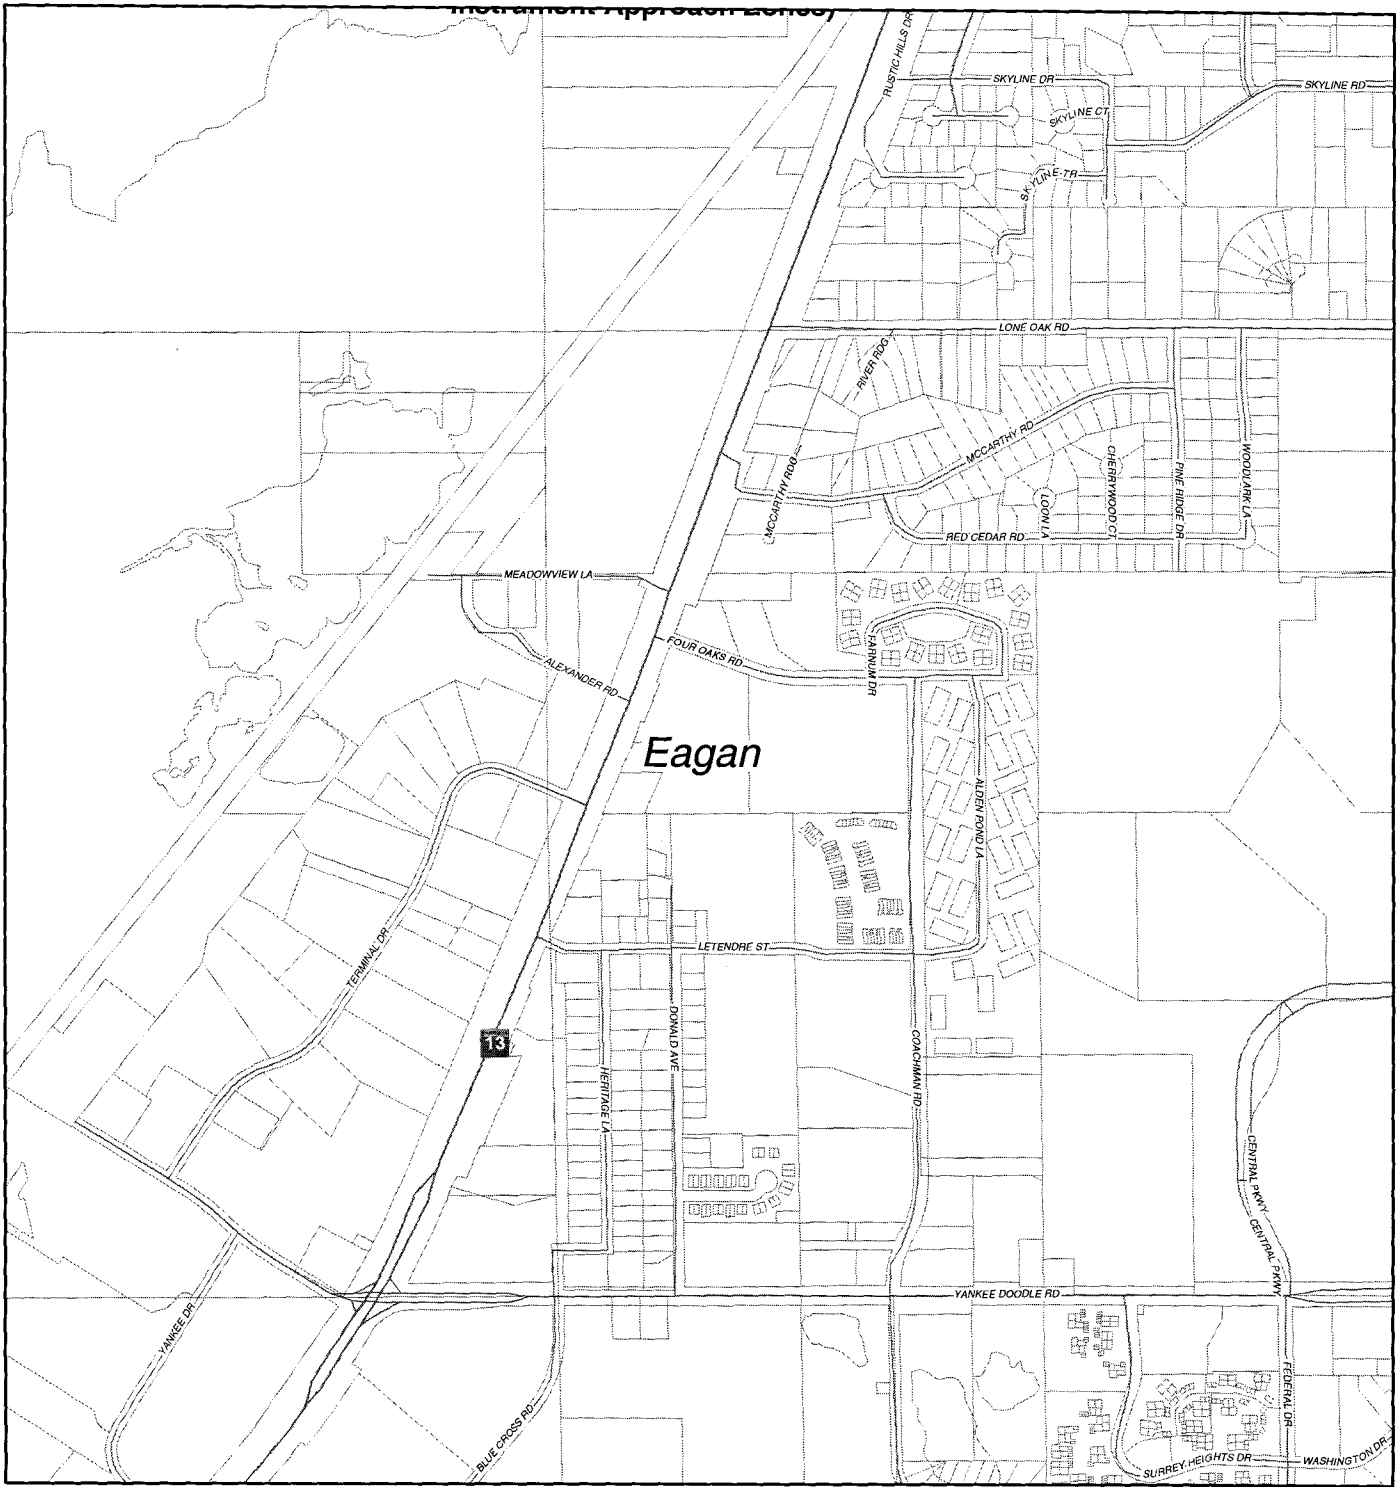 Instrument Approach Zones)
RUSTIC HILLS DR
SKYLINE DR
SKYLINE RD
SKYLINE CT
SKYLINE TR
LONE OAK RD
RIVER RDG
MCCARTHY RD
MCCARTHY RDG
CHERRYWOOD CT
PINE RIDGE DR
WOODLARK LA
LOON LA
RED CEDAR RD
MEADOWVIEW LA
FOUR OAKS RD
FARNUM DR
ALEXANDER RD
Eagan
ALDEN POND LA
TERMINAL DR
LETENDRE ST
DONALD AVE
13
HERITAGE LA
COACHMAN RD
CENTRAL PKWY
CENTRAL PKWY
YANKEE DOODLE RD
YANKEE DR
BLUE CROSS RD
FEDERAL DR
SURREY HEIGHTS DR
WASHINGTON DR